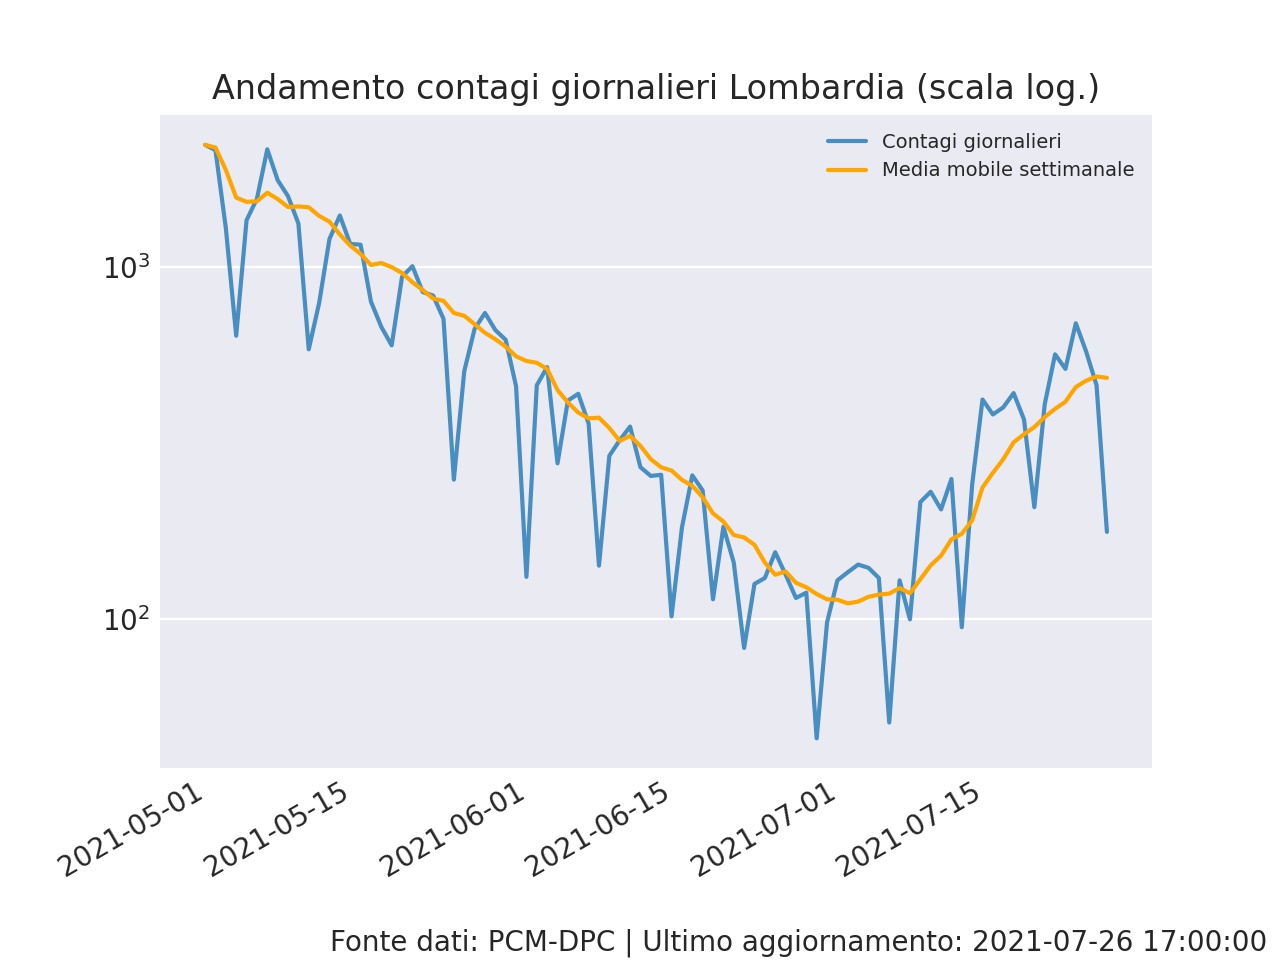 Andamento contagi giornalieri Lombardia (scala log.)
Contagi giornalieri
Media mobile settimanale
10³
10²
2021-05-01
2021-05-15
2021-06-01
2021-06-15
2021-07-01
2021-07-15
Fonte dati: PCM-DPC | Ultimo aggiornamento: 2021-07-26 17:00:00